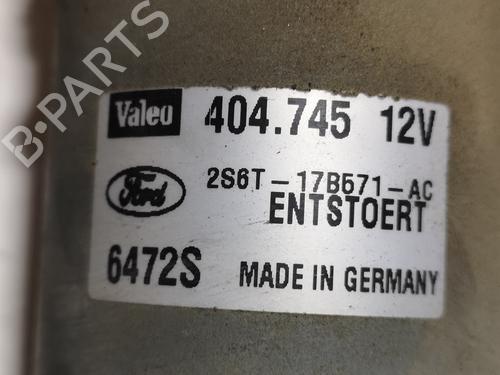 Valeo 404.745 12V
Ford 2S6T-17B571-AC
ENTSTOERT
6472S MADE IN GERMANY
B-PARTS